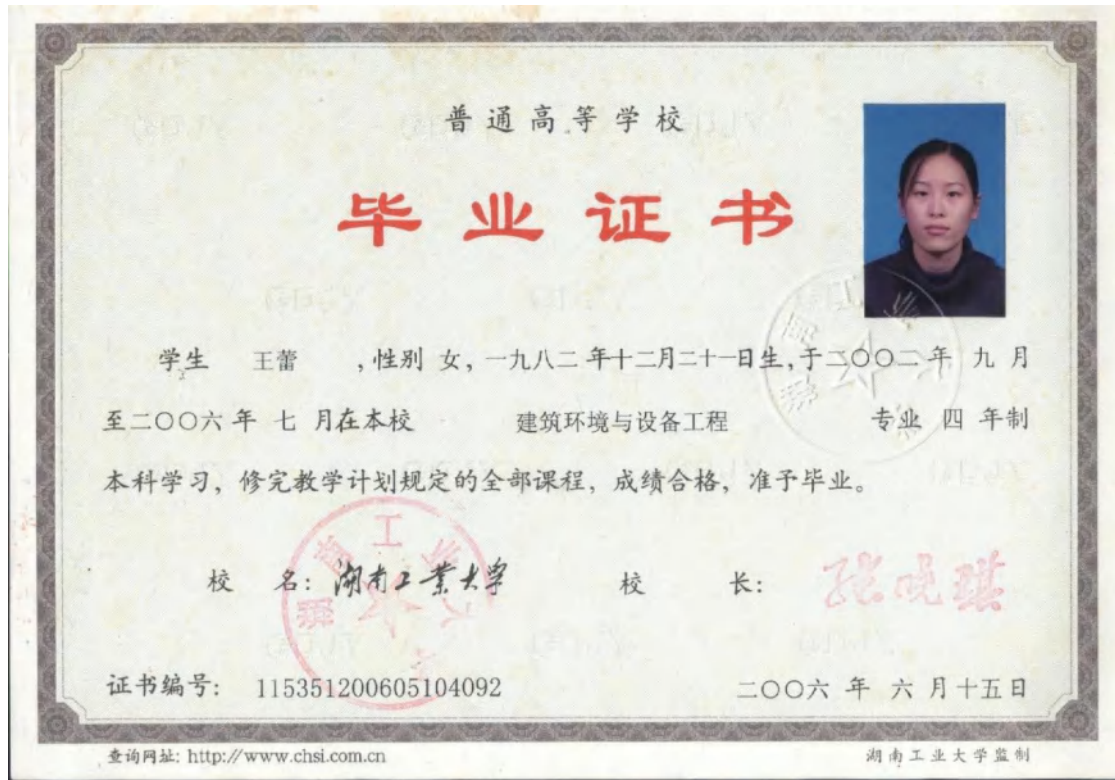 普通高等学校
毕业证书
学生 王蕾 ，性别 女，一九八二 年十二月二十一日生，于二〇〇二 年 九 月
至二〇〇六 年 七 月在本校 建筑环境与设备工程 专业 四 年制
本科学习，修完教学计划规定的全部课程，成绩合格，准予毕业。
校 名：湖南工业大学 校 长：张晓琪
证书编号： 115351200605104092 二〇〇六 年 六 月十五日
查询网址: http://www.chsi.com.cn 湖南工业大学监制